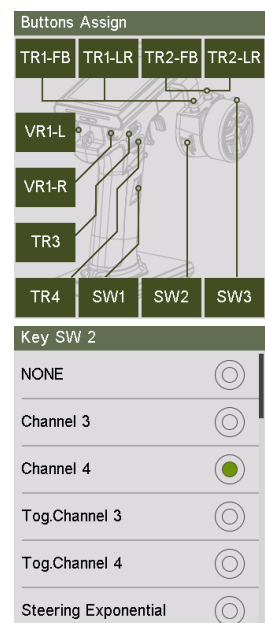 Buttons Assign
TR1-FB TR1-LR TR2-FB TR2-LR
VR1-L
VR1-R
TR3
TR4 SW1 SW2 SW3
Key SW 2
NONE
Channel 3
Channel 4
Tog.Channel 3
Tog.Channel 4
Steering Exponential